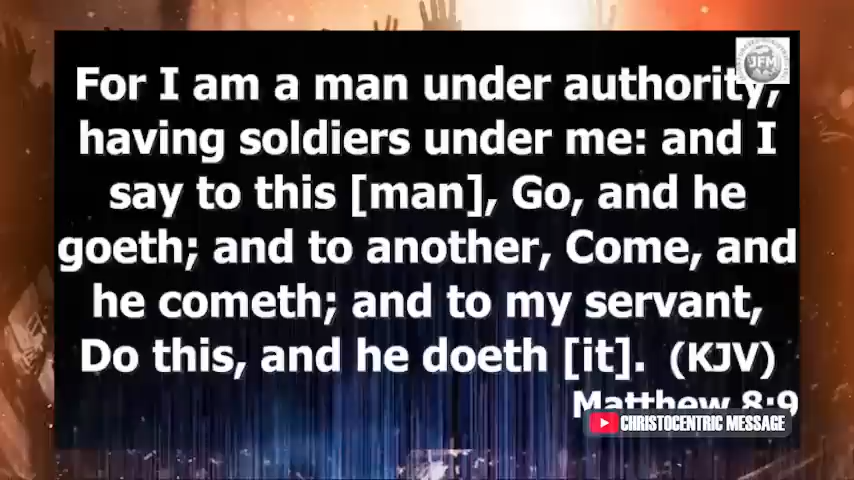 For I am a man under authority,
having soldiers under me: and I
say to this [man], Go, and he
goeth; and to another, Come, and
he cometh; and to my servant,
Do this, and he doeth [it]. (KJV)
Matthew 8:9
CHRISTOCENTRIC MESSAGE
JFM